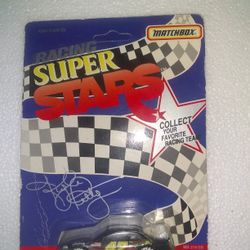 MATCHBOX
RACING
SUPER
STARS
COLLECT
YOUR
FAVORITE
RACING TEAM